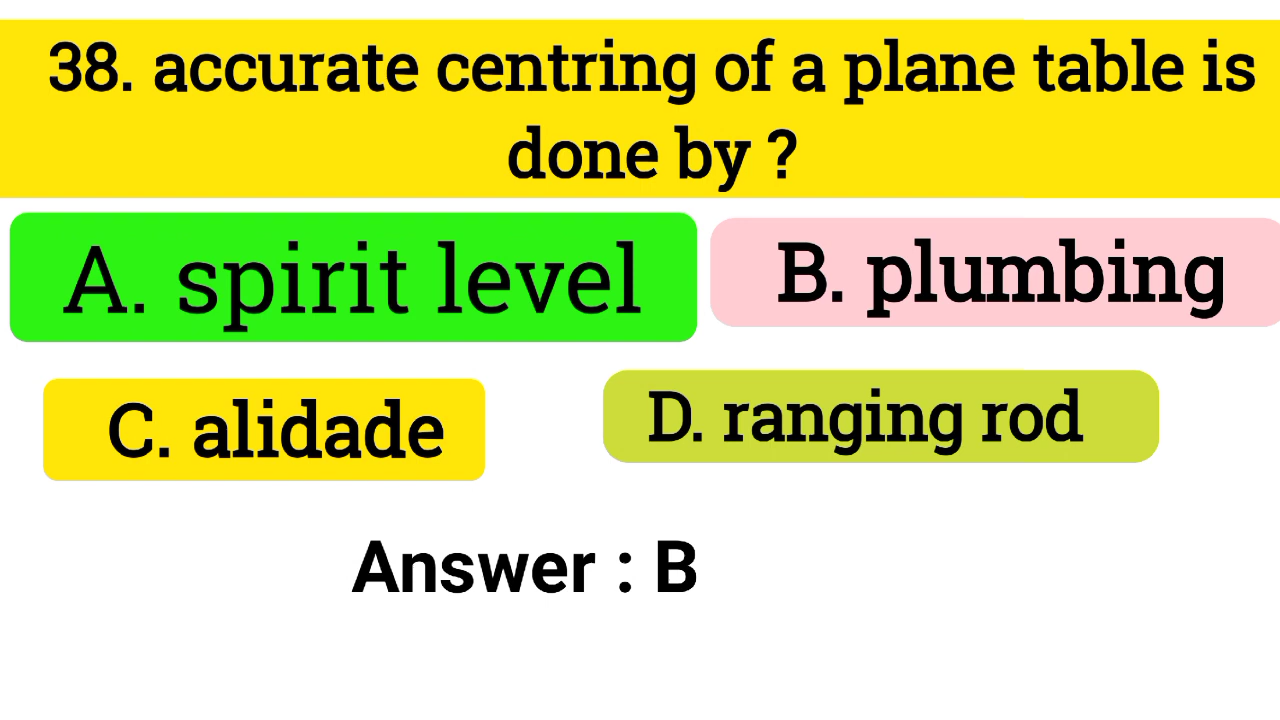 38. accurate centring of a plane table is
done by ?
A. spirit level
B. plumbing
C. alidade
D. ranging rod
Answer : B